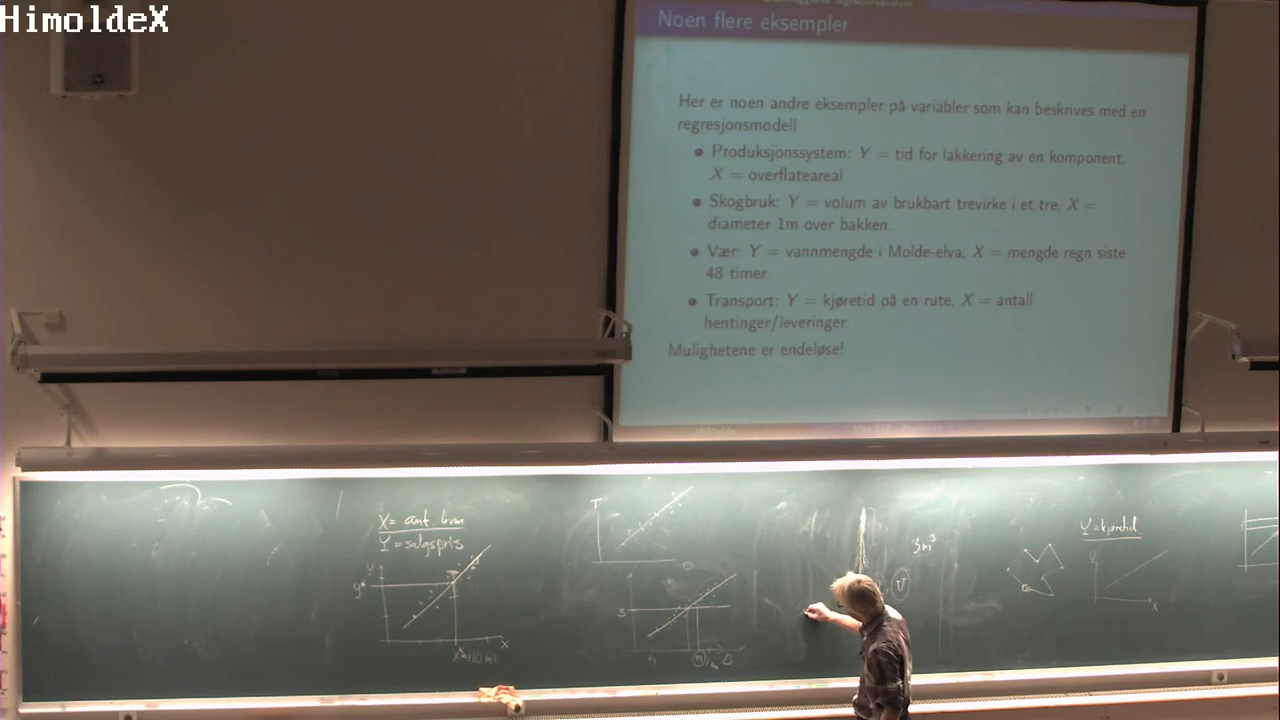 HimoldeX
Noen flere eksempler
Her er noen andre eksempler på variabler som kan beskrives med en
regresjonsmodell
Produksjonssystem: Y = tid for lakkering av en komponent,
X = overflateareal
Skogbruk: Y = volum av brukbart trevirke i et tre, X =
diameter 1m over bakken.
Vær: Y = vannmengde i Molde-elva, X = mengde regn siste
48 timer
Transport: Y = kjøretid på en rute, X = antall
hentinger/leveringer.
Mulighetene er endeløse!
X = ant. kvm
Y = salgspris
y
X
3m³
Y = kjøretid
Y
X
3